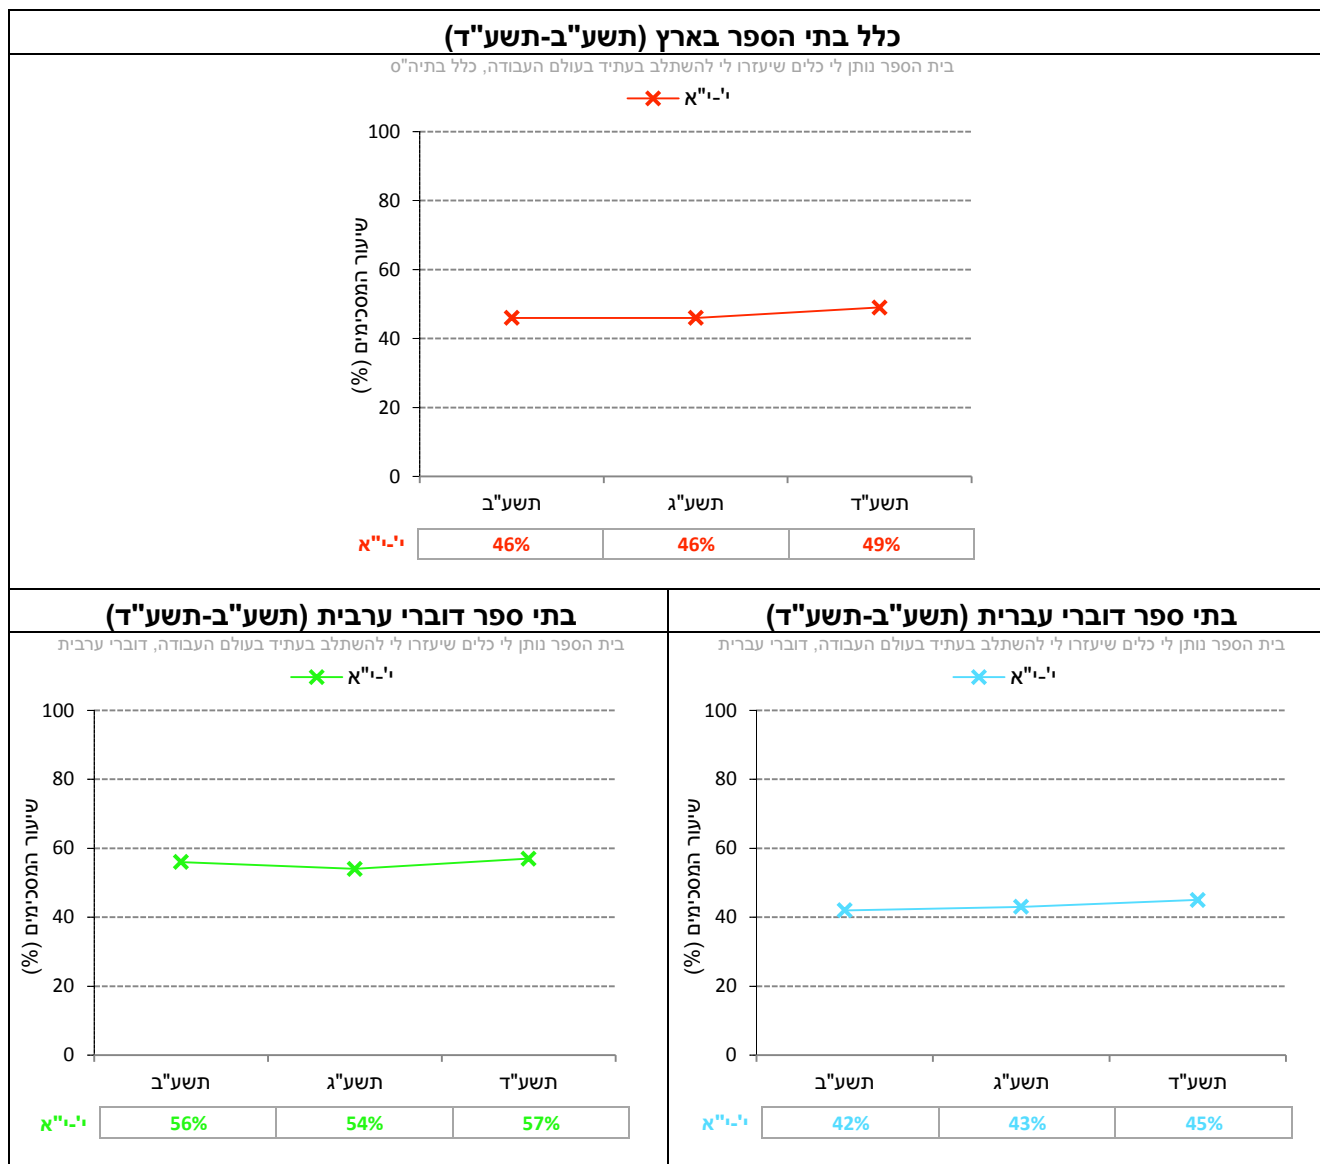 כלל בתי הספר בארץ (תשע"ב-תשע"ד)
בית הספר נותן לי כלים שיעזרו לי להשתלב בעתיד בעולם העבודה, כלל בתיה"ס
י'-י"א
שיעור המסכימים (%)
100
80
60
40
20
0
תשע"ב תשע"ג תשע"ד
י'-י"א 46% 46% 49%
בתי ספר דוברי עברית (תשע"ב-תשע"ד)
בית הספר נותן לי כלים שיעזרו לי להשתלב בעתיד בעולם העבודה, דוברי עברית
י'-י"א
שיעור המסכימים (%)
100
80
60
40
20
0
תשע"ב תשע"ג תשע"ד
י'-י"א 42% 43% 45%
בתי ספר דוברי ערבית (תשע"ב-תשע"ד)
בית הספר נותן לי כלים שיעזרו לי להשתלב בעתיד בעולם העבודה, דוברי ערבית
י'-י"א
שיעור המסכימים (%)
100
80
60
40
20
0
תשע"ב תשע"ג תשע"ד
י'-י"א 56% 54% 57%